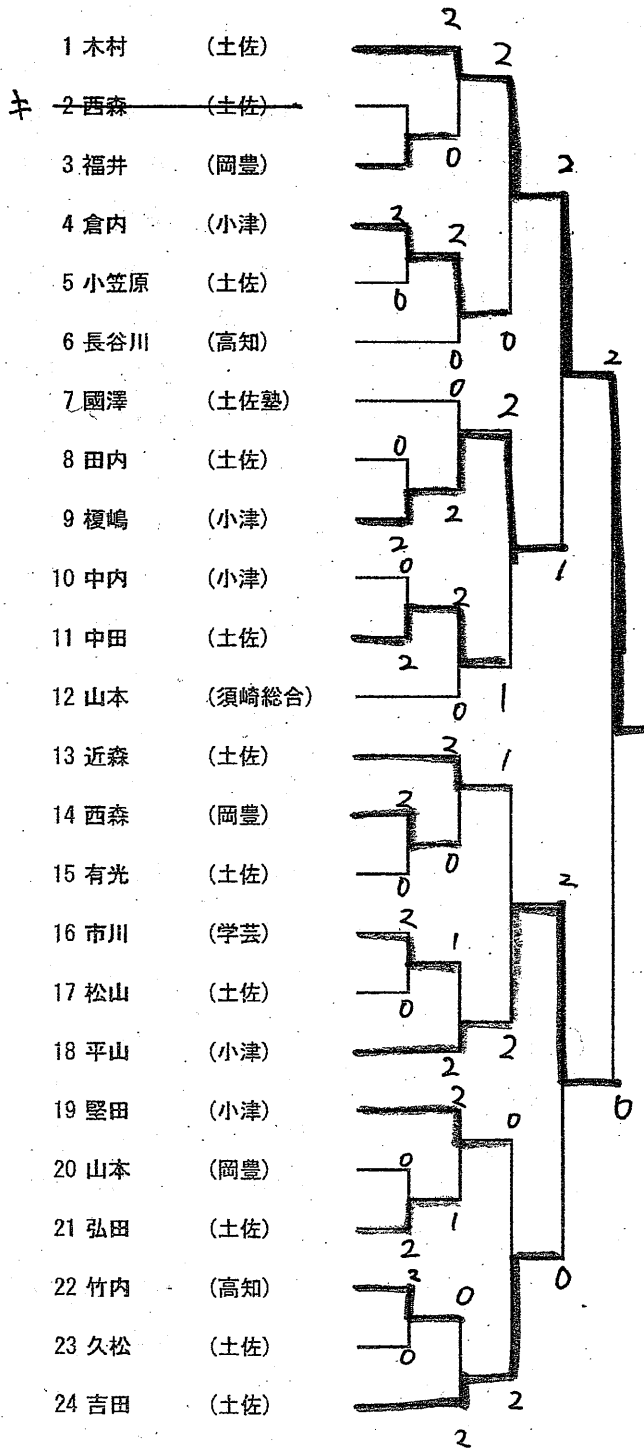 1 木村 (土佐)
キ 2 西森 (土佐)
3 福井 (岡豊)
4 倉内 (小津)
5 小笠原 (土佐)
6 長谷川 (高知)
7 國澤 (土佐塾)
8 田内 (土佐)
9 榎嶋 (小津)
10 中内 (小津)
11 中田 (土佐)
12 山本 (須崎総合)
13 近森 (土佐)
14 西森 (岡豊)
15 有光 (土佐)
16 市川 (学芸)
17 松山 (土佐)
18 平山 (小津)
19 堅田 (小津)
20 山本 (岡豊)
21 弘田 (土佐)
22 竹内 (高知)
23 久松 (土佐)
24 吉田 (土佐)
2
0
2 0
0 2
0 2
2 0
2 0
2 0
2 1
0 2
2 0
2 0
2
2 0
2 1
0 2
2 1
1 2
0 2
2 1
2 0
2 0